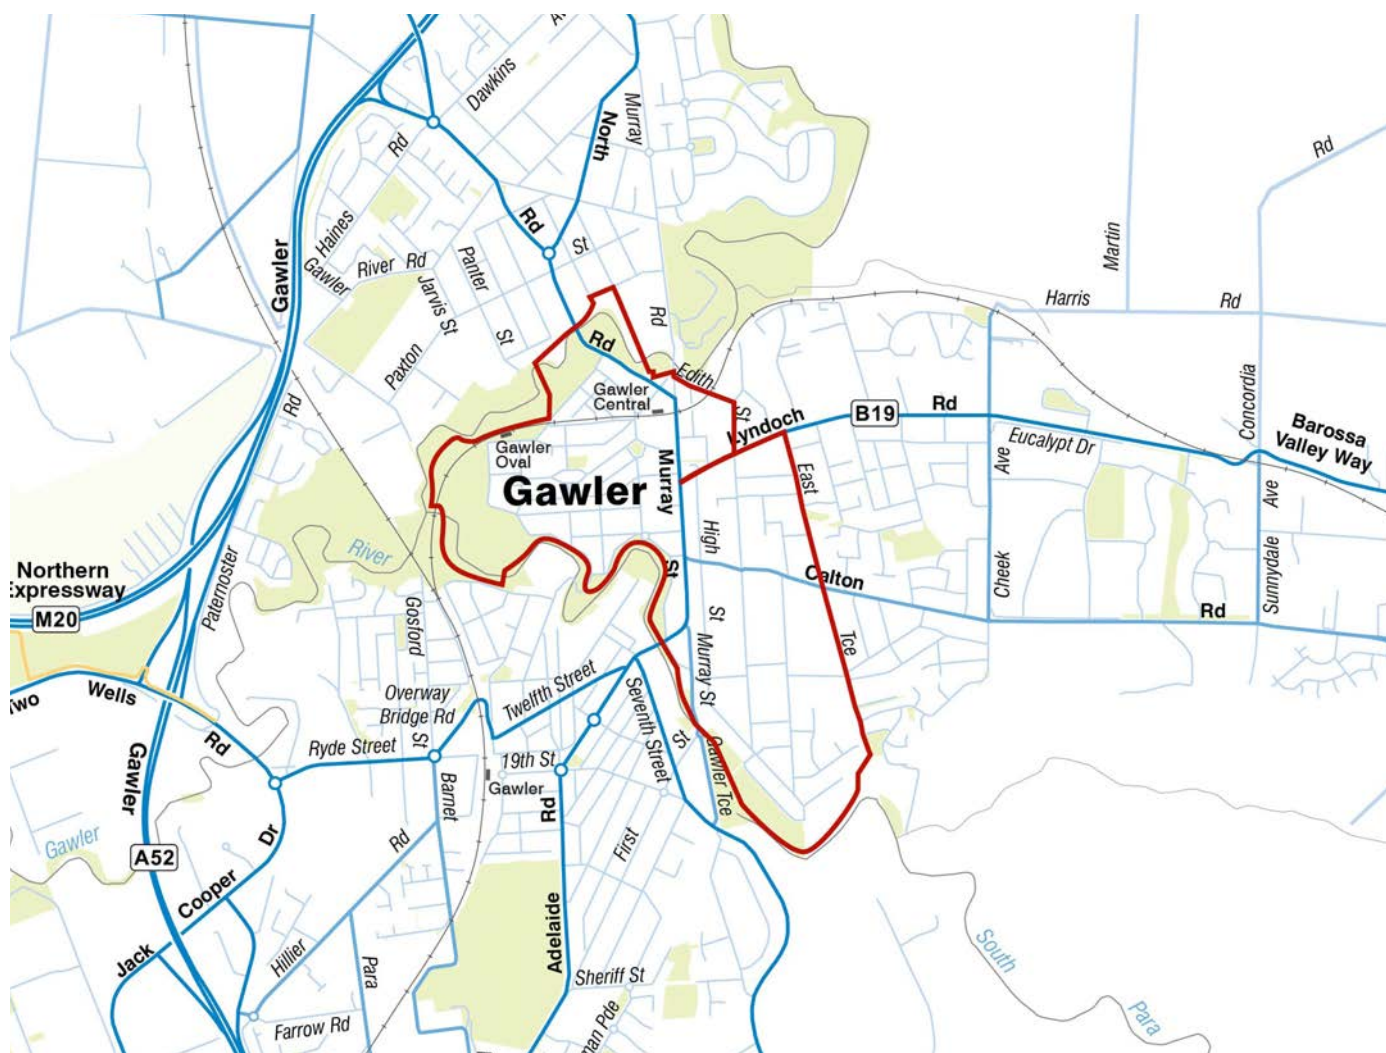 Av
Dawkins
Murray
North
Rd
Rd
Rd
Haines
St
Martin
Gawler
River Rd
Gawler
Panter
Jarvis St
St
Rd
Rd
Harris
Rd
Paxton
Edith
St
Gawler
Central
Concordia
Rd
Lyndoch
B19
Rd
Eucalypt Dr
Barossa
Valley Way
Gawler
Oval
Gawler
Murray
St
East
Tce
Ave
Cheek
Ave
Sunnydale
High
St
Calton
Rd
River
Northern
Expressway
M20
Paternoster
Gosford
St
Murray St
Two
Wells
Rd
Overway
Bridge Rd
Twelfth Street
Seventh Street
St
Gawler Tce
Ryde Street
19th St
Gawler
Gawler
Barnet
Rd
Rd
First
Gawler
Dr
A52
Cooper
Jack
Hillier
Para
Adelaide
South
Para
Sheriff St
Farrow Rd
man Pde